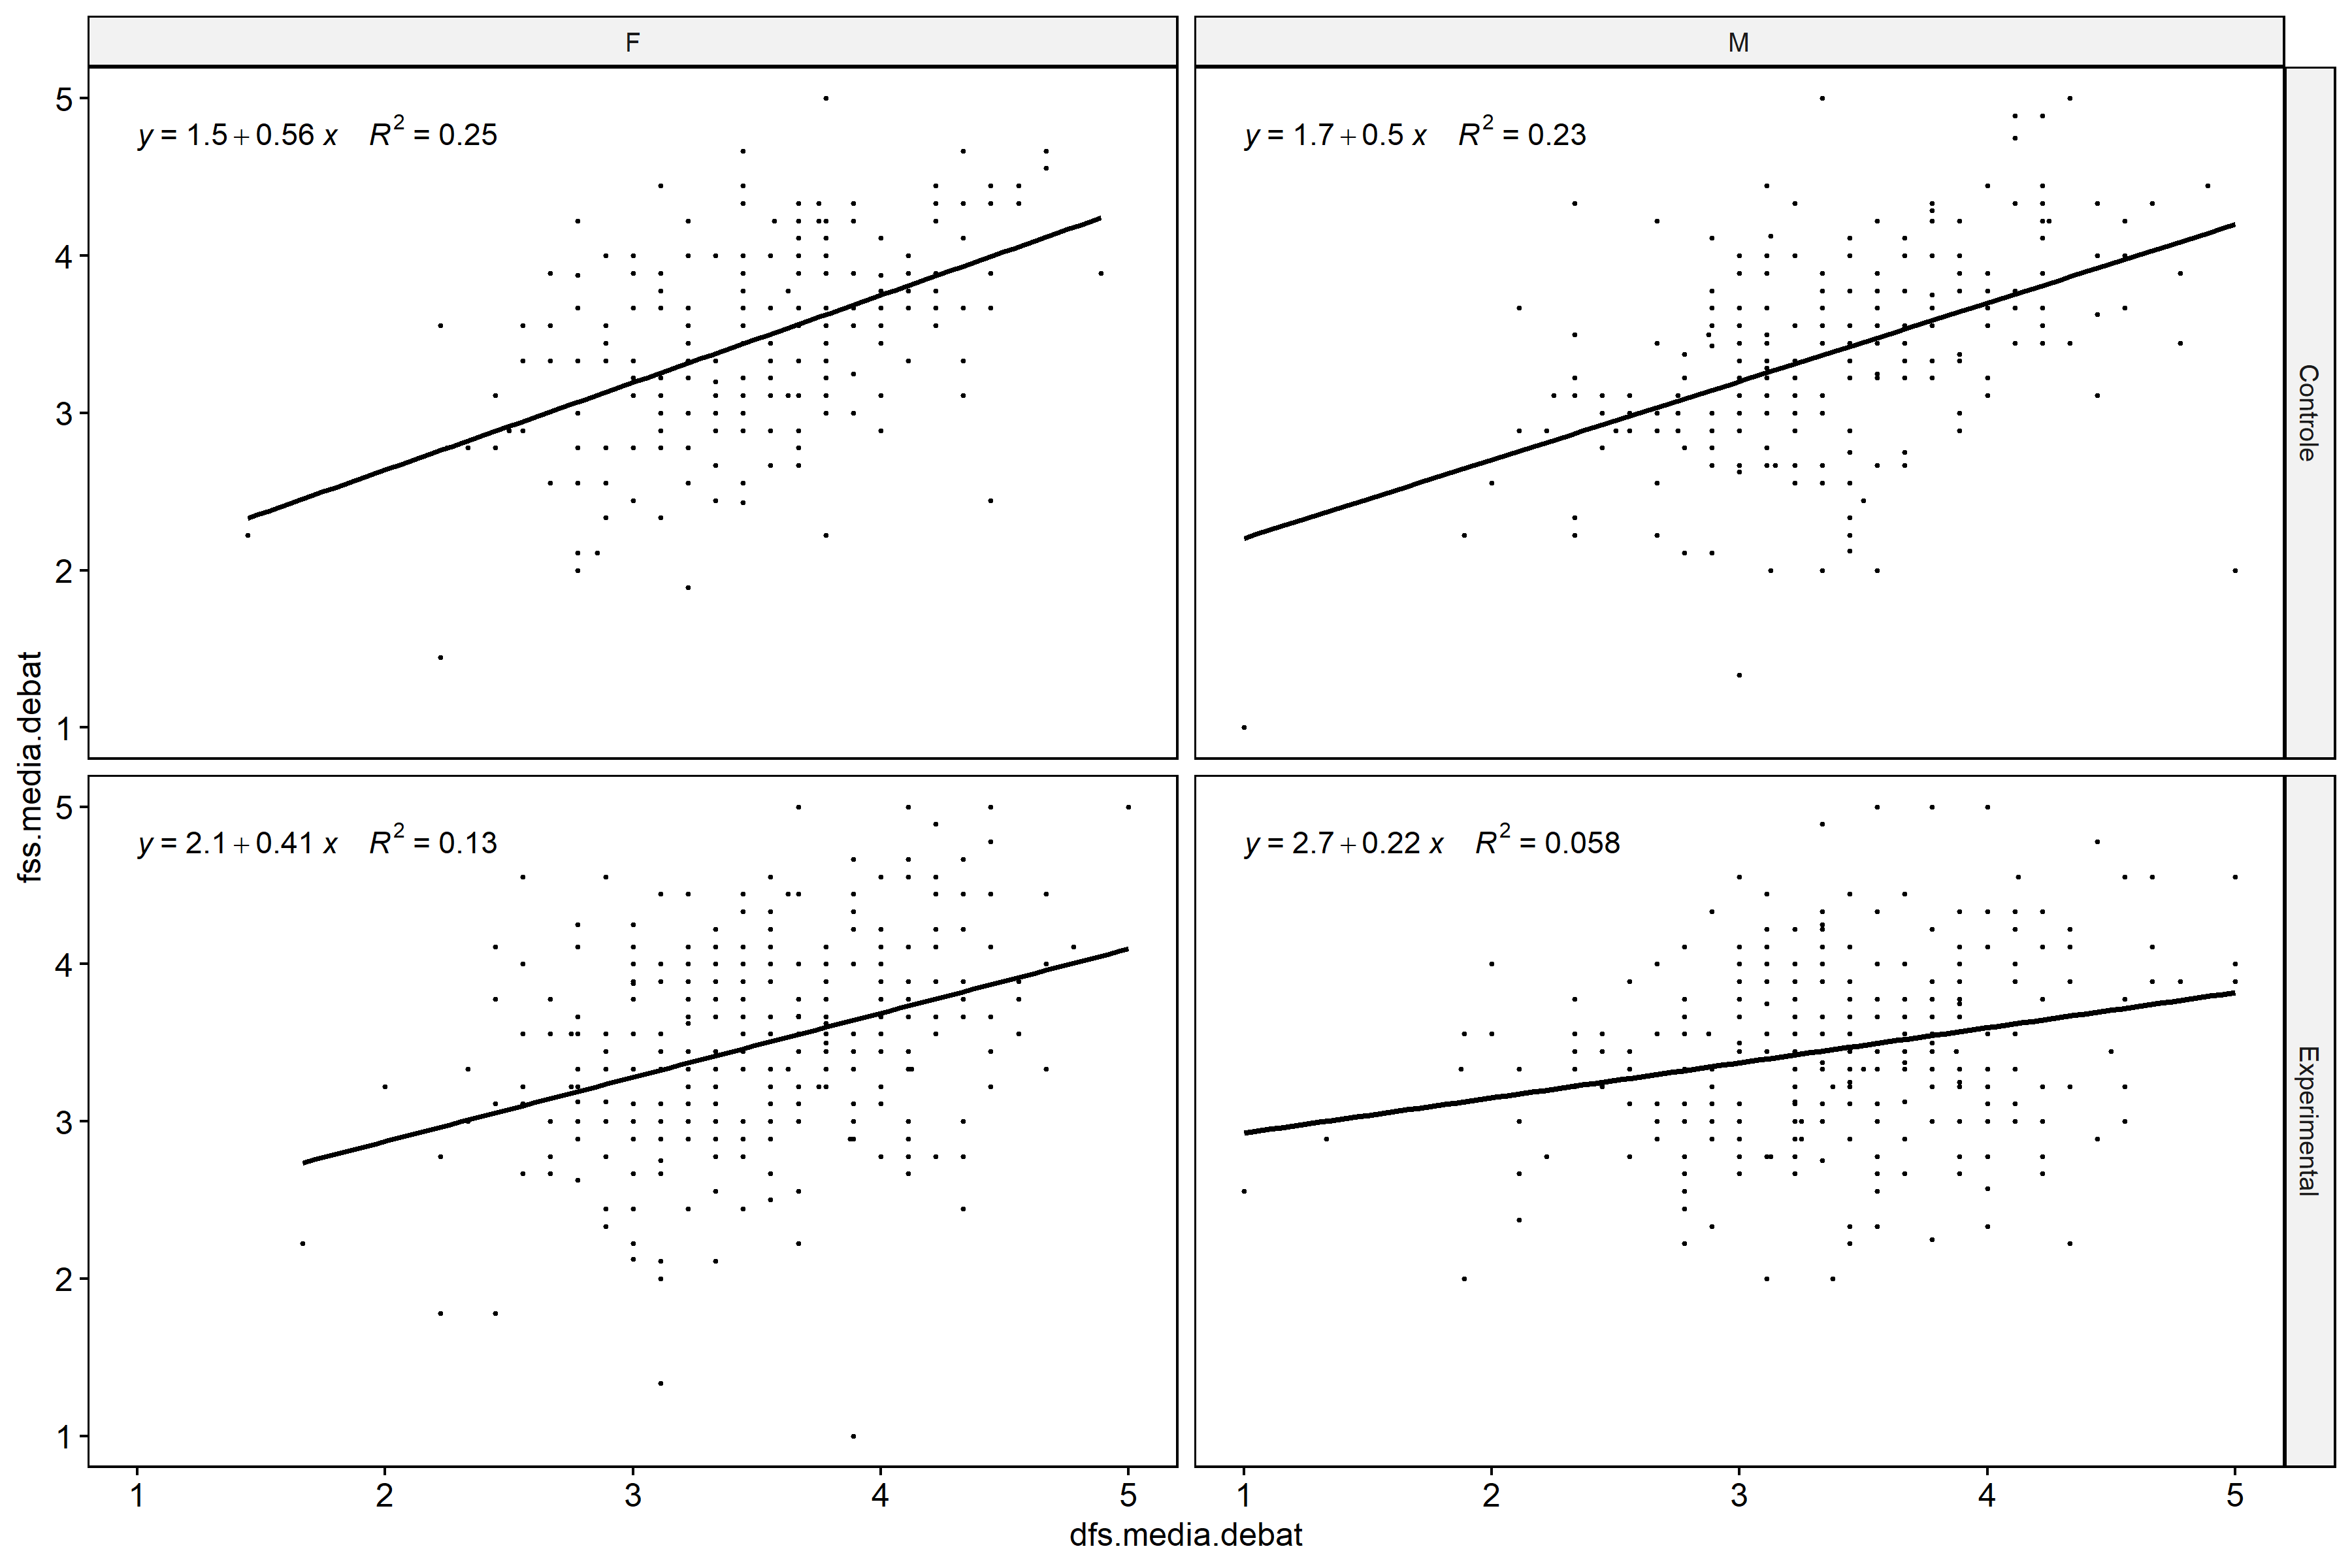 F
M
5
4
3
2
1
y = 1.5 + 0.56 x R² = 0.25
y = 1.7 + 0.5 x R² = 0.23
Controle
fss.media.debat
5
4
3
2
1
y = 2.1 + 0.41 x R² = 0.13
y = 2.7 + 0.22 x R² = 0.058
Experimental
1 2 3 4 5
1 2 3 4 5
dfs.media.debat